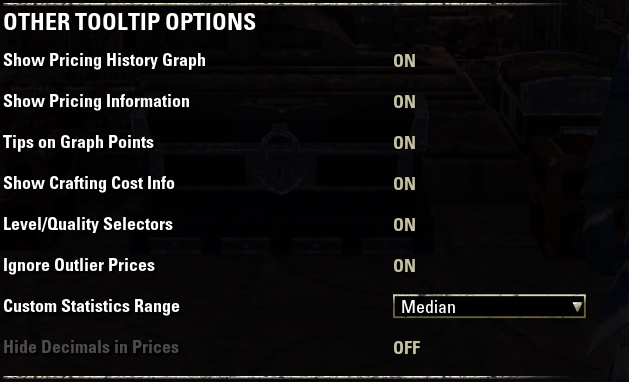 OTHER TOOLTIP OPTIONS
Show Pricing History Graph ON
Show Pricing Information ON
Tips on Graph Points ON
Show Crafting Cost Info ON
Level/Quality Selectors ON
Ignore Outlier Prices ON
Custom Statistics Range Median
Hide Decimals in Prices OFF